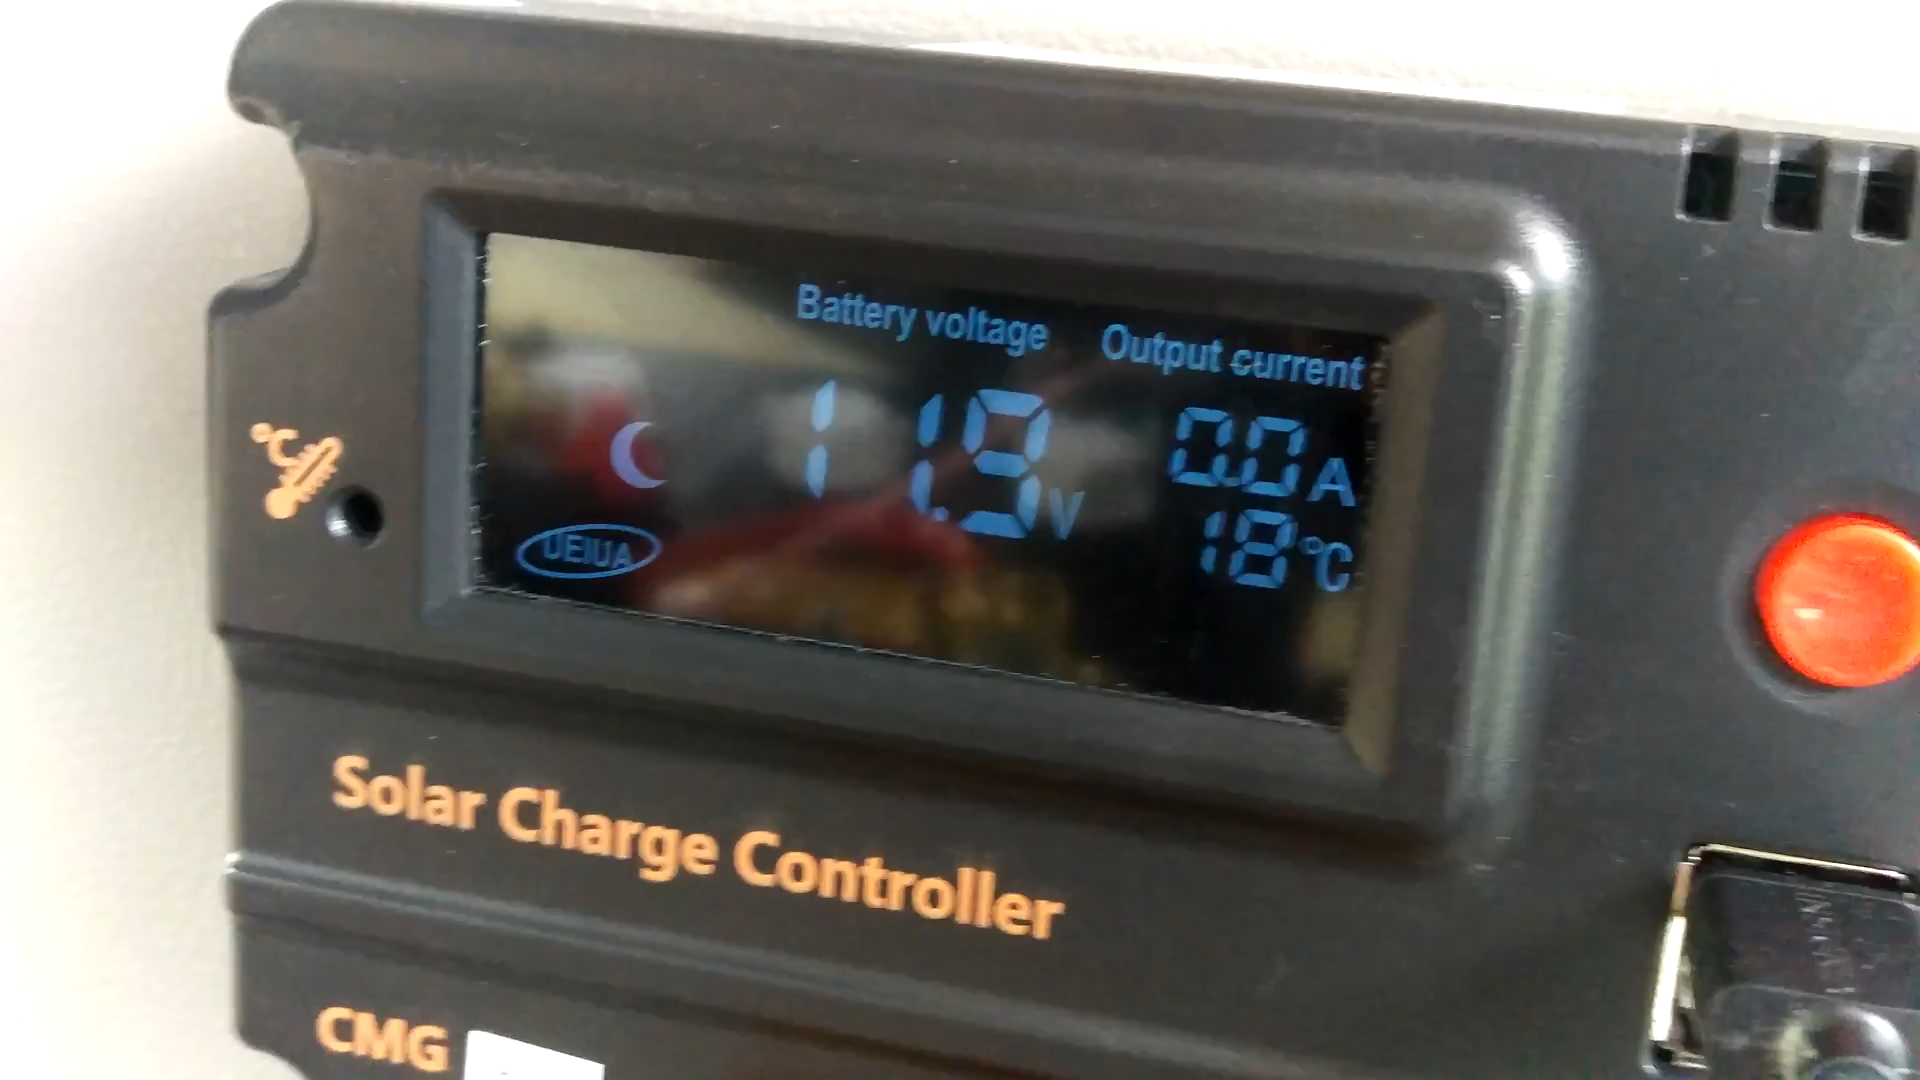 Battery voltage Output current
11.9V 0.0A
18°C
UEIUA
°C
Solar Charge Controller
CMG